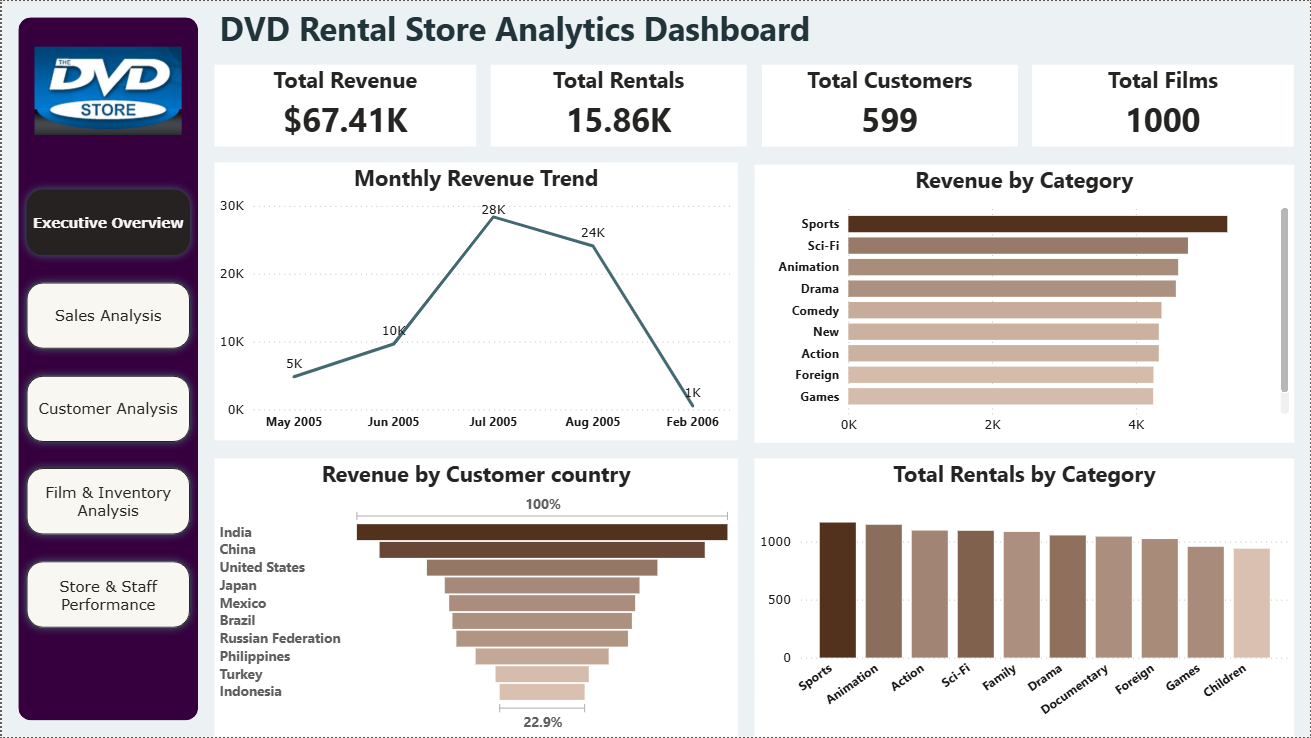 THE
DVD
STORE
Executive Overview
Sales Analysis
Customer Analysis
Film & Inventory
Analysis
Store & Staff
Performance
DVD Rental Store Analytics Dashboard
Total Revenue
$67.41K
Total Rentals
15.86K
Total Customers
599
Total Films
1000
Monthly Revenue Trend
30K
20K
10K
0K
5K
10K
28K
24K
1K
May 2005
Jun 2005
Jul 2005
Aug 2005
Feb 2006
Revenue by Category
Sports
Sci-Fi
Animation
Drama
Comedy
New
Action
Foreign
Games
0K
2K
4K
Revenue by Customer country
100%
India
China
United States
Japan
Mexico
Brazil
Russian Federation
Philippines
Turkey
Indonesia
22.9%
Total Rentals by Category
1000
500
0
Sports
Animation
Action
Sci-Fi
Family
Drama
Documentary
Foreign
Games
Children